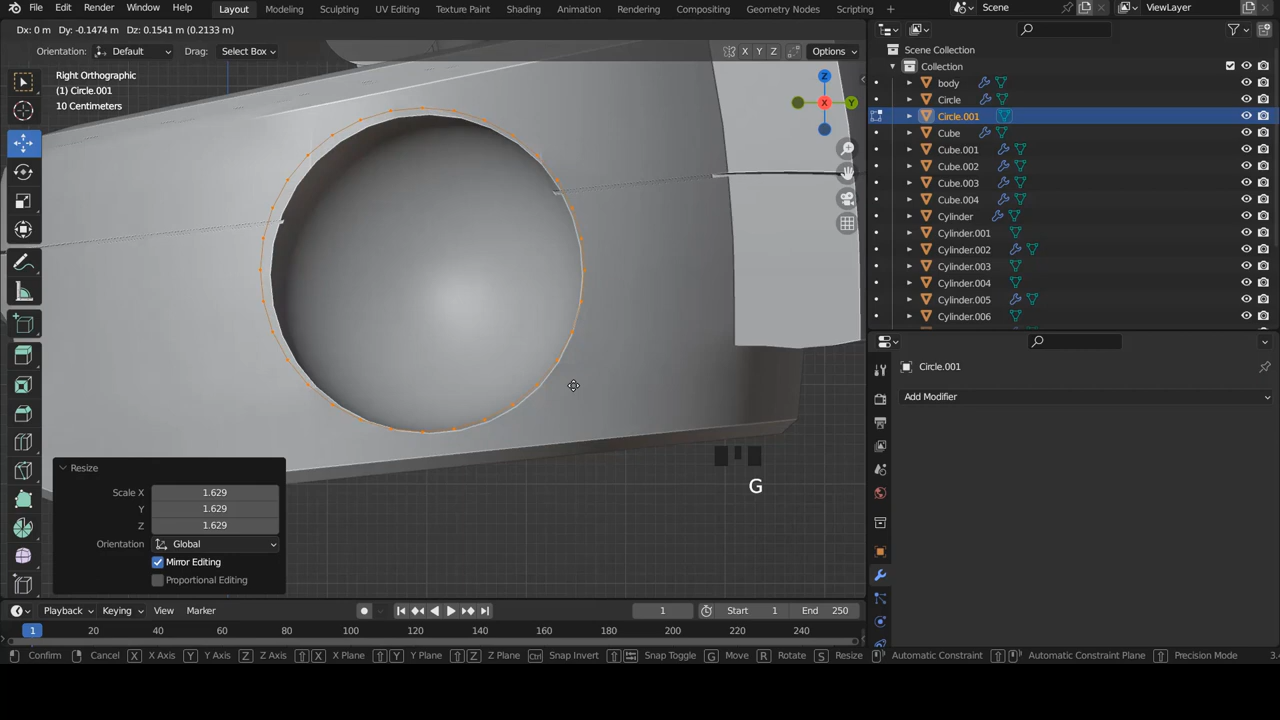 File Edit Render Window Help Layout Modeling Sculpting UV Editing Texture Paint Shading Animation Rendering Compositing Geometry Nodes Scripting Scene ViewLayer
Dx: 0 m Dy: -0.1474 m Dz: 0.1541 m (0.2133 m)
Orientation: Default Drag: Select Box X Y Z Options
Right Orthographic
(1) Circle.001
10 Centimeters
Z
X
Y
Scene Collection
Collection
body
Circle
Circle.001
Cube
Cube.001
Cube.002
Cube.003
Cube.004
Cylinder
Cylinder.001
Cylinder.002
Cylinder.003
Cylinder.004
Cylinder.005
Cylinder.006
Circle.001
Add Modifier
G
Resize
Scale X 1.629
Y 1.629
Z 1.629
Orientation Global
Mirror Editing
Proportional Editing
Playback Keying View Marker 1 Start 1 End 250
1 20 40 60 80 100 120 140 160 180 200 220 240
Confirm Cancel X X Axis Y Y Axis Z Z Axis X X Plane Y Y Plane Z Z Plane Ctrl Snap Invert Snap Toggle G Move R Rotate S Resize Automatic Constraint Automatic Constraint Plane Precision Mode 3.4